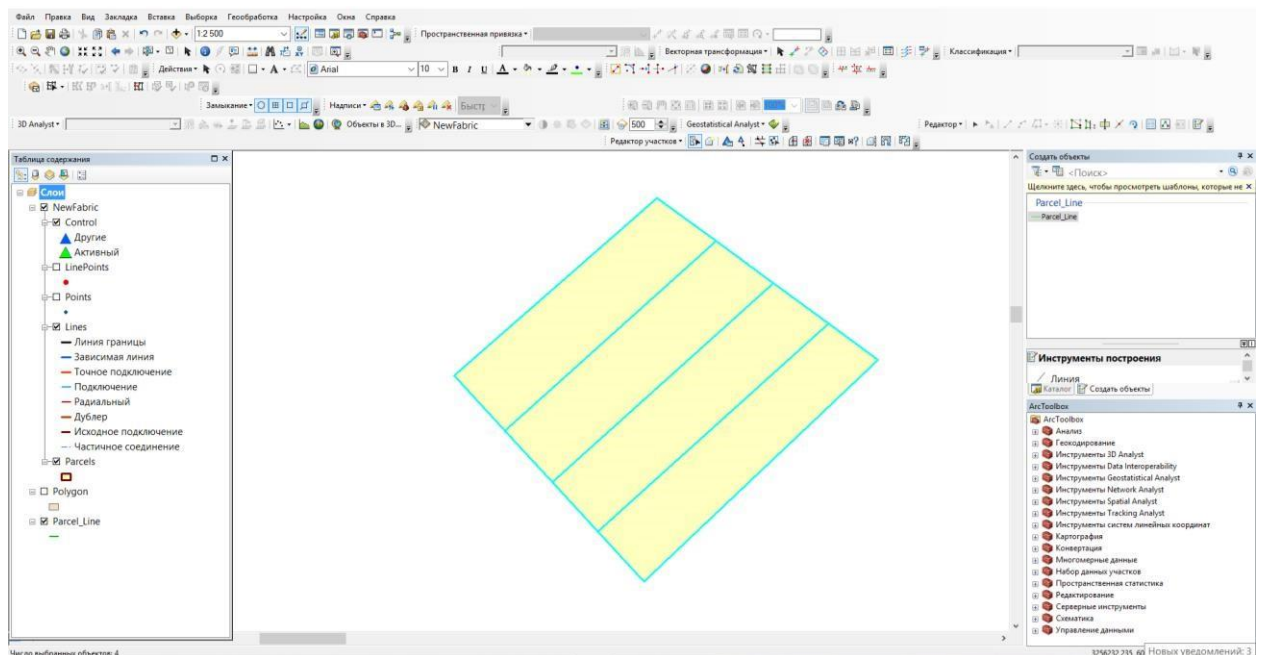 Файл Правка Вид Закладка Вставка Выборка Геообработка Настройка Окна Справка
1:2 500 Пространственная привязка
Векторная трансформация Классификация
Действия Arial 10 B I U A
Замыкание Надписи
3D Analyst Объекты в 3D... NewFabric 500 Geostatistical Analyst Редактор
Редактор участков
Таблица содержания
Слои
NewFabric
Control
Другие
Активный
LinePoints
Points
Lines
Линия границы
Зависимая линия
Точное подключение
Подключение
Радиальный
Дублер
Исходное подключение
Частичное соединение
Parcels
Polygon
Parcel_Line
Создать объекты
<Поиск>
Щелкните здесь, чтобы просмотреть шаблоны, которые не
Parcel_Line
Parcel_Line
Инструменты построения
Линия
Каталог Создать объекты
ArcToolbox
ArcToolbox
Анализ
Геокодирование
Инструменты 3D Analyst
Инструменты Data Interoperability
Инструменты Geostatistical Analyst
Инструменты Network Analyst
Инструменты Spatial Analyst
Инструменты Tracking Analyst
Инструменты систем линейных координат
Картография
Конвертация
Многомерные данные
Набор данных участков
Пространственная статистика
Редактирование
Серверные инструменты
Схематика
Управление данными
Число выбранных объектов: 4
3256232,235 60 Новых уведомлений: 3